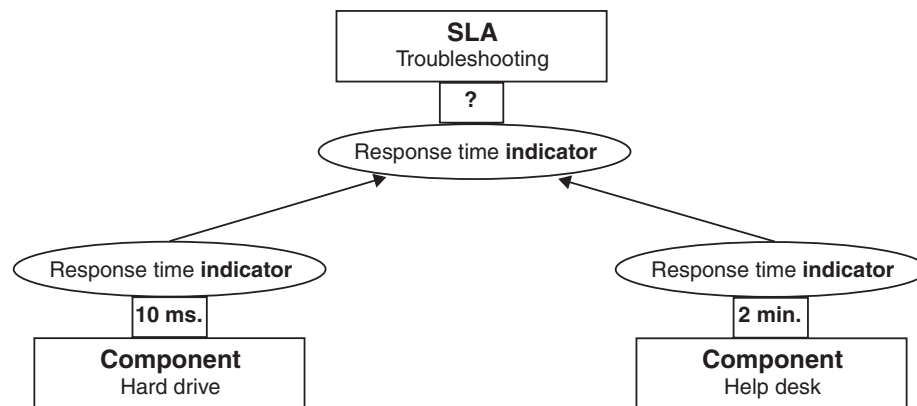 SLA
Troubleshooting
?
Response time indicator
Response time indicator
Response time indicator
10 ms.
2 min.
Component
Hard drive
Component
Help desk